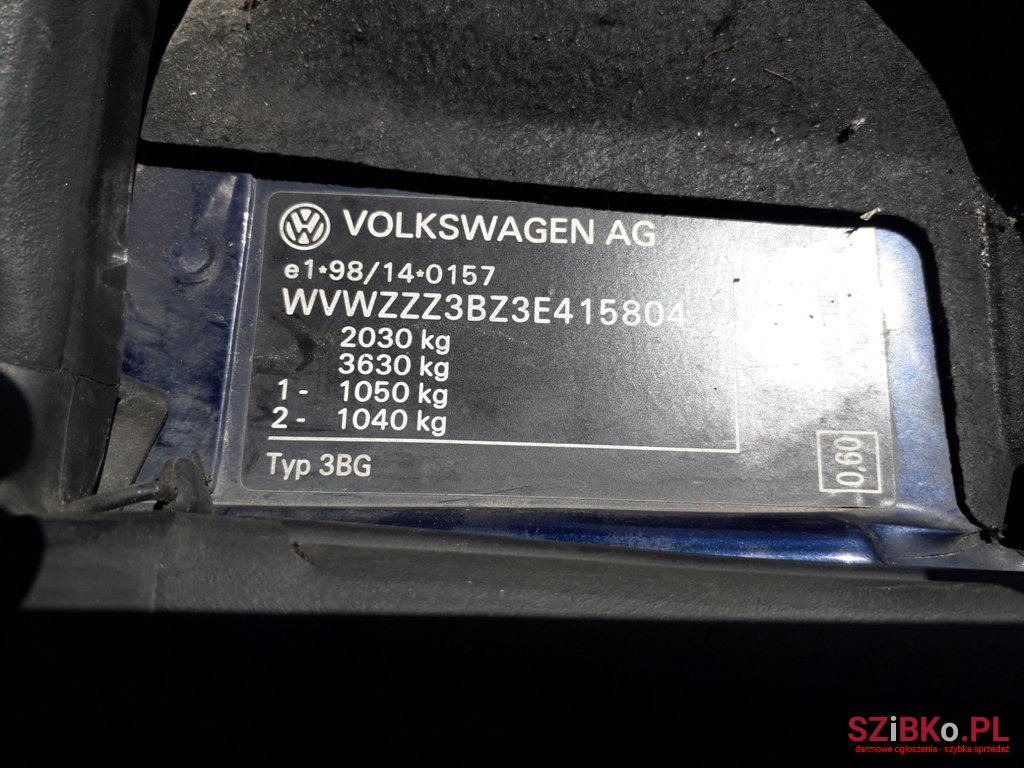 VOLKSWAGEN AG
e1*98/14*0157
WVWZZZ3BZ3E415804
2030 kg
3630 kg
1- 1050 kg
2- 1040 kg
Typ 3BG
0.60
SZiBKo.PL
darmowe ogłoszenia - szybka sprzedaż